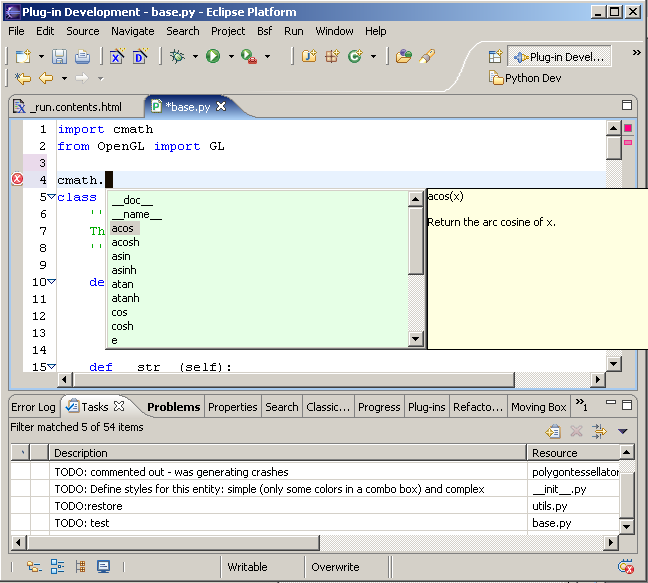 Plug-in Development - base.py - Eclipse Platform
File Edit Source Navigate Search Project Bsf Run Window Help
Plug-in Devel... »
Python Dev
_run.contents.html *base.py
1 import cmath
2 from OpenGL import GL
3
4 cmath.
5 class
6 ''
7 Th
8 ''
9
10 de
11
12
13
14
15 def __str__(self):
__doc__
__name__
acos
acosh
asin
asinh
atan
atanh
cos
cosh
e
acos(x)
Return the arc cosine of x.
Error Log Tasks Problems Properties Search Classic... Progress Plug-ins Refacto... Moving Box »1
Filter matched 5 of 54 items
Description Resource
TODO: commented out - was generating crashes polygontessellator
TODO: Define styles for this entity: simple (only some colors in a combo box) and complex __init__.py
TODO:restore utils.py
TODO: test base.py
Writable Overwrite